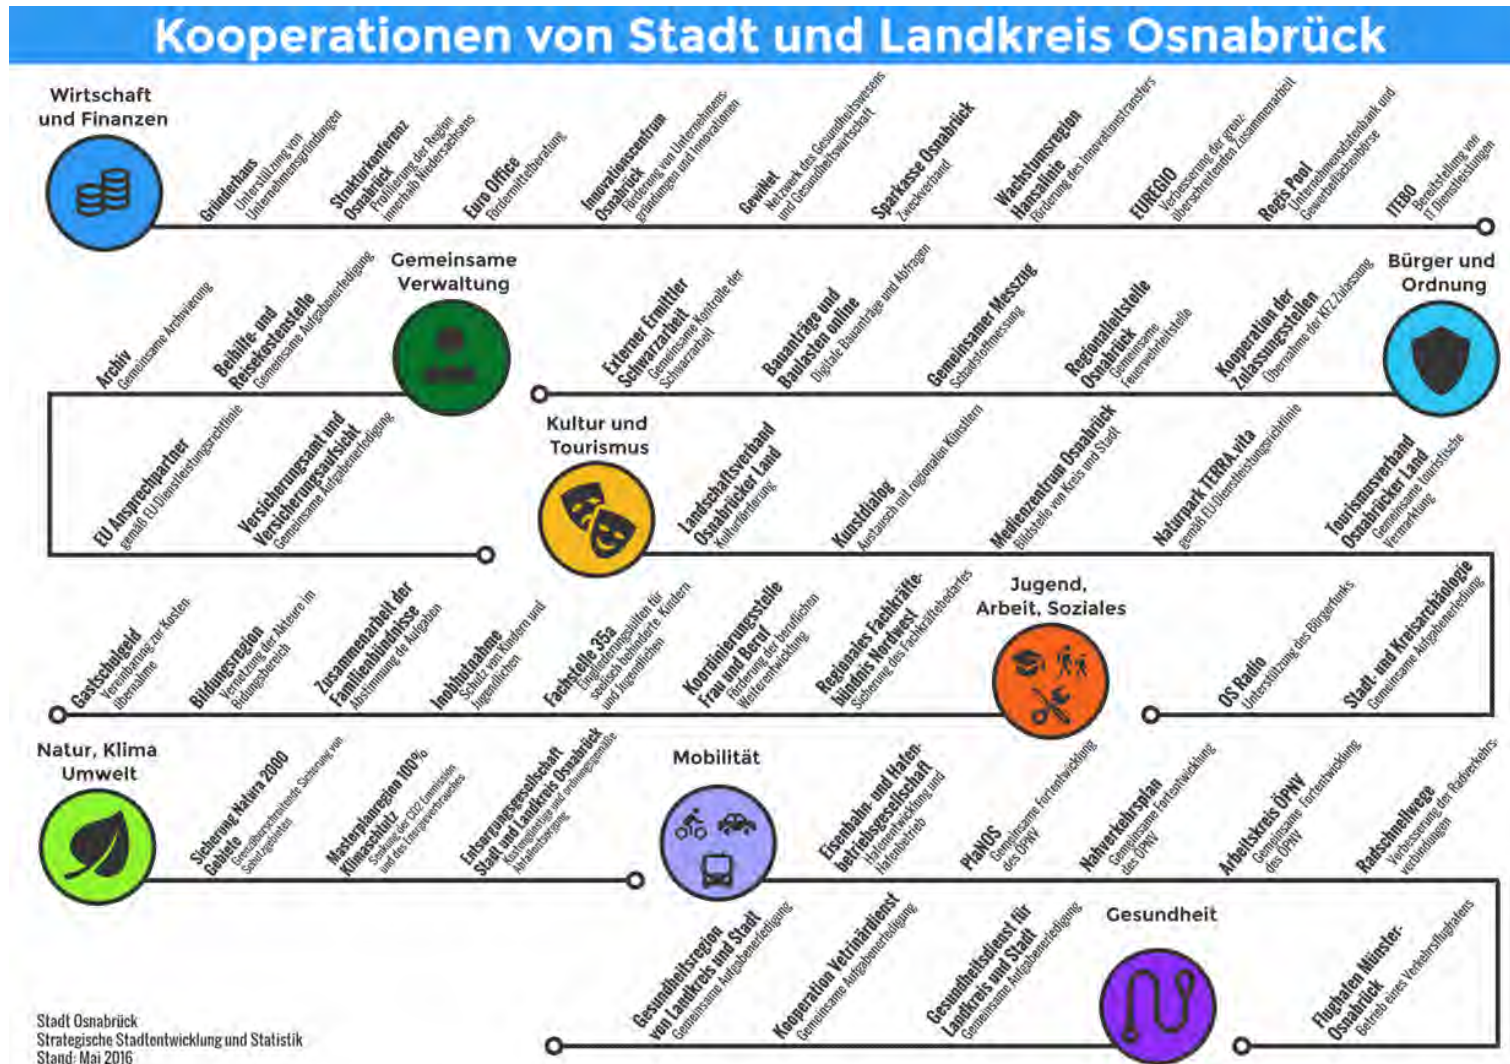 Kooperationen von Stadt und Landkreis Osnabrück
Wirtschaft
und Finanzen
Gründerhaus
Unterstützung von
Unternehmensgründungen
Strukturkonferenz
Osnabrück
Profilierung der Region
innerhalb Niedersachsens
Euro Office
Fördermittelberatung
Innovationscentrum
Osnabrück
Förderung von Unternehmens-
gründungen und Innovationen
GewiNet
Netzwerk des Gesundheitswesens
und Gesundheitswirtschaft
Sparkasse Osnabrück
Zweckverband
Wachstumsregion
Hansalinie
Förderung des Innovationstransfers
EUREGIO
Verbesserung der grenz-
überschreitenden Zusammenarbeit
Regis Pool
Unternehmensdatenbank und
Gewerbeflächenbörse
ITEBO
Bereitstellung von
IT Dienstleistungen
Gemeinsame
Verwaltung
Archiv
Gemeinsame Archivierung
Beihilfe- und
Reisekostenstelle
Gemeinsame Aufgabenerledigung
EU Ansprechpartner
gemäß EU-Dienstleistungsrichtlinie
Versicherungsamt und
Versicherungsaufsicht
Gemeinsame Aufgabenerledigung
Bürger und
Ordnung
Externer Ermittler
Schwarzarbeit
Gemeinsame Kontrolle der
Schwarzarbeit
Bauanträge und
Baulasten online
Digitale Bauanträge und Abfragen
Gemeinsamer Messzug
Schadstoffmessung
Regionalleitstelle
Osnabrück
Gemeinsame
Feuerwehrleitstelle
Kooperation der
Zulassungsstellen
Übernahme der KFZ Zulassung
Kultur und
Tourismus
Landschaftsverband
Osnabrücker Land
Kulturförderung
Kunstdialog
Austausch mit regionalen Künstlern
Medienzentrum Osnabrück
Bildstelle von Kreis und Stadt
Naturpark TERRA.vita
gemäß EU-Dienstleistungsrichtlinie
Tourismusverband
Osnabrücker Land
Gemeinsame touristische
Vermarktung
OS Radio
Unterstützung des Bürgerfunks
Stadt- und Kreisarchäologie
Gemeinsame Aufgabenerledigung
Jugend,
Arbeit, Soziales
Gastschulgeld
Vereinbarung zur Kosten-
übernahme
Bildungsregion
Vernetzung der Akteure im
Bildungsbereich
Zusammenarbeit der
Familienbündnisse
Abstimmung de Aufgaben
Inobhutnahme
Schutz von Kindern und
Jugendlichen
Fachstelle 35a
Eingliederungshilfen für
seelisch behinderte Kindern
und Jugendlichen
Koordinierungsstelle
Frau und Beruf
Förderung der beruflichen
Weiterentwicklung
Regionales Fachkräfte-
bündnis Nordwest
Sicherung des Fachkräftebedarfes
Natur, Klima
Umwelt
Sicherung Natura 2000
Gebiete
Grenzüberschreitende Sicherung von
Schutzgebieten
Masterplanregion 100%
Klimaschutz
Senkung der CO2 Emmission
und des Energieverbrauches
Entsorgungsgesellschaft
Stadt und Landkreis Osnabrück
Kostengünstige und ordnungsgemäße
Abfallentsorgung
Mobilität
Eisenbahn- und Hafen-
betriebsgesellschaft
Hafenentwicklung und
Hafenbetrieb
PlaNOS
Gemeinsame Fortentwicklung
des ÖPNV
Nahverkehrsplan
Gemeinsame Fortentwicklung
des ÖPNV
Arbeitskreis ÖPNV
Gemeinsame Fortentwicklung
des ÖPNV
Radschnellwege
Verbesserung der Radverkehrs-
verbindungen
Flughafen Münster-
Osnabrück
Betrieb eines Verkehrsflughafens
Gesundheit
Gesundheitsregion
von Landkreis und Stadt
Gemeinsame Aufgabenerledigung
Kooperation Vetrinärdienst
Gemeinsame Aufgabenerledigung
Gesundheitsdienst für
Landkreis und Stadt
Gemeinsame Aufgabenerledigung
Stadt Osnabrück
Strategische Stadtentwicklung und Statistik
Stand: Mai 2016